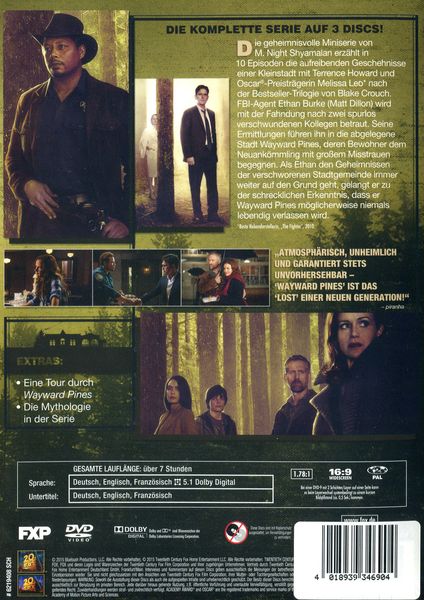 DIE KOMPLETTE SERIE AUF 3 DISCS!
Die geheimnisvolle Miniserie von
M. Night Shyamalan erzählt in
10 Episoden die aufreibenden Geschehnisse
einer Kleinstadt mit Terrence Howard und
Oscar®-Preisträgerin Melissa Leo* nach
der Bestseller-Trilogie von Blake Crouch.
FBI-Agent Ethan Burke (Matt Dillon) wird
mit der Fahndung nach zwei spurlos
verschwundenen Kollegen betraut. Seine
Ermittlungen führen ihn in die abgelegene
Stadt Wayward Pines, deren Bewohner dem
Neuankömmling mit großem Misstrauen
begegnen. Als Ethan den Geheimnissen
der verschworenen Stadtgemeinde immer
weiter auf den Grund geht, gelangt er zu
der schrecklichen Erkenntnis, dass er
Wayward Pines möglicherweise niemals
lebendig verlassen wird.
*Beste Nebendarstellerin, „The Fighter", 2010
„ATMOSPHÄRISCH, UNHEIMLICH
UND GARANTIERT STETS
UNVORHERSEHBAR –
'WAYWARD PINES' IST DAS
'LOST' EINER NEUEN GENERATION!"
– piranha
EXTRAS:
• Eine Tour durch
Wayward Pines
• Die Mythologie
in der Serie
GESAMTE LAUFLÄNGE: über 7 Stunden
Sprache: Deutsch, Englisch, Französisch 5.1 Dolby Digital
Untertitel: Deutsch, Englisch, Französisch
1.78:1
16:9
WIDESCREEN
PAL
FXP
DVD
VIDEO
DOLBY
DIGITAL
www.fox.de
# 6219408 SCH
4 018939 346904